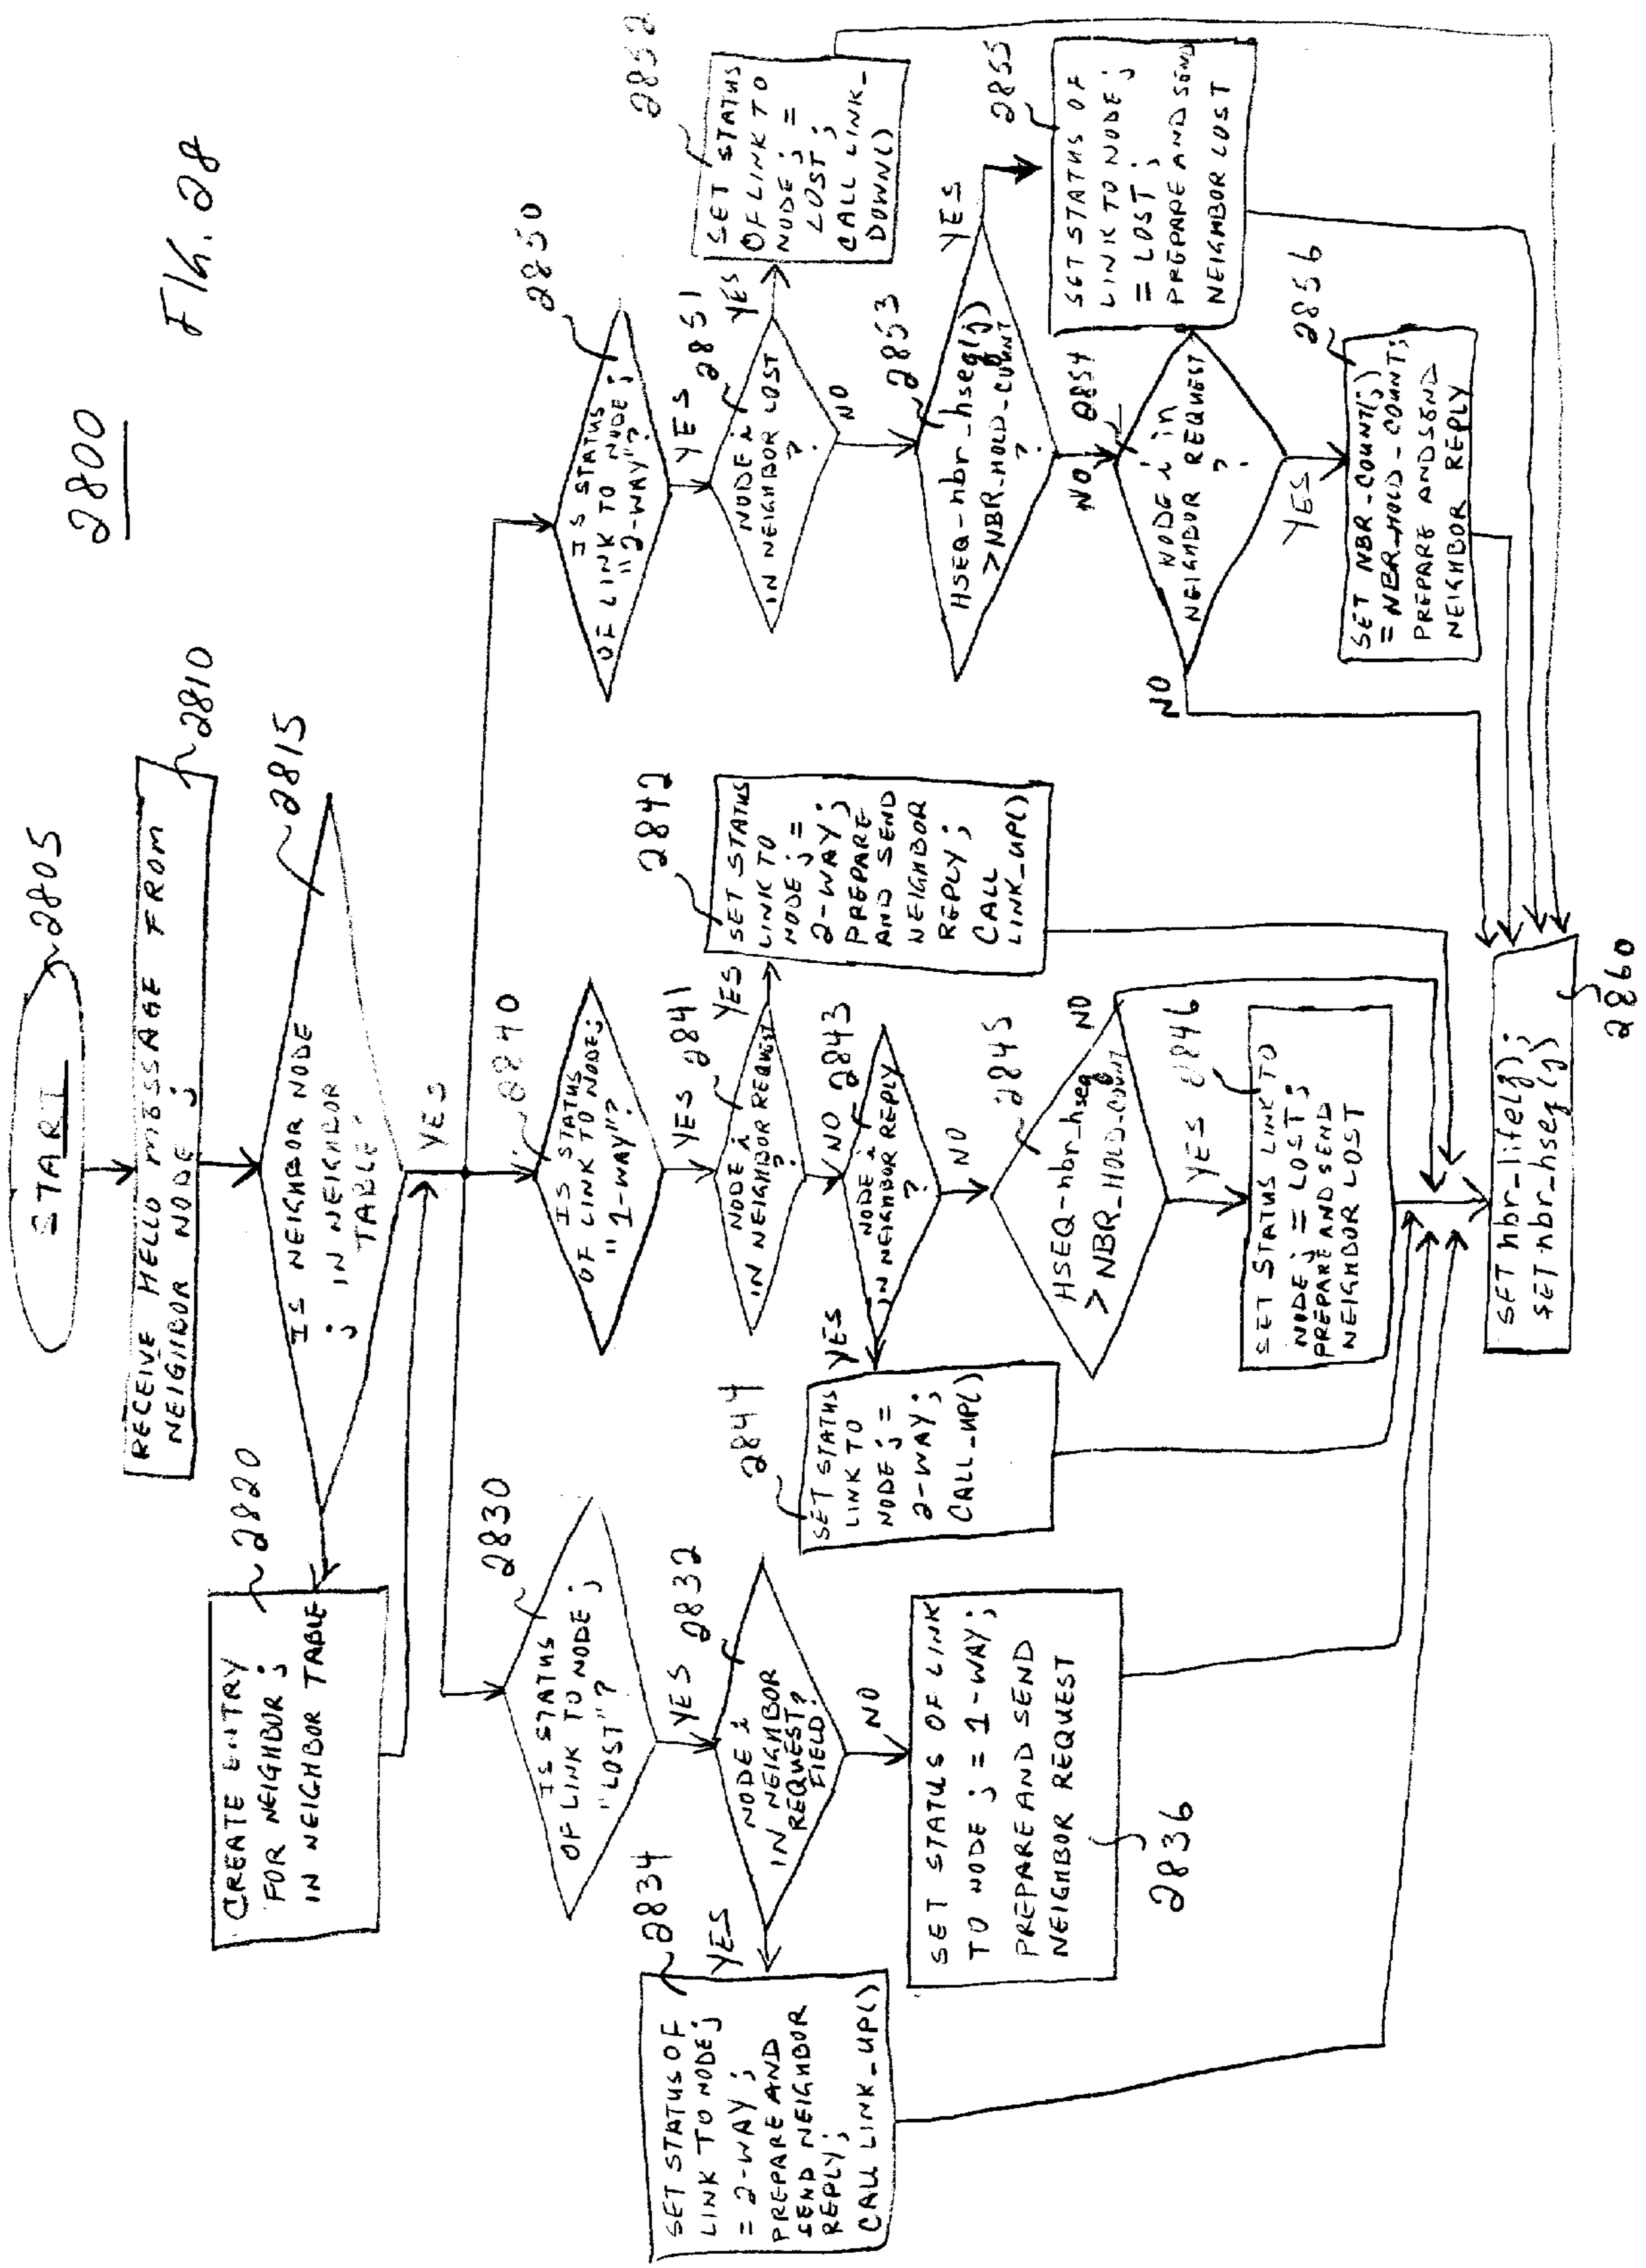 2800
FIG. 28
START
2805
RECEIVE HELLO MESSAGE FROM
NEIGHBOR NODE j
2810
IS NEIGHBOR NODE
j IN NEIGHBOR
TABLE?
2815
CREATE ENTRY
FOR NEIGHBOR j
IN NEIGHBOR TABLE
2820
YES
IS STATUS
OF LINK TO NODE j
"LOST"?
2830
YES
NODE i
IN NEIGHBOR
REQUEST?
FIELD?
2832
YES
SET STATUS OF
LINK TO NODE j
= 2-WAY;
PREPARE AND
SEND NEIGHBOR
REPLY;
CALL LINK_UP()
2834
NO
SET STATUS OF LINK
TO NODE j = 1-WAY;
PREPARE AND SEND
NEIGHBOR REQUEST
2836
IS STATUS
OF LINK TO NODE j
"1-WAY"?
2840
YES
NODE i
IN NEIGHBOR REQUEST
?
2841
YES
SET STATUS
LINK TO
NODE j =
2-WAY;
PREPARE
AND SEND
NEIGHBOR
REPLY;
CALL
LINK_UP()
2842
NO
NODE i
IN NEIGHBOR REPLY
?
2843
YES
SET STATUS
LINK TO
NODE j =
2-WAY;
CALL_UP()
2844
NO
HSEQ-nbr_hseq
> NBR_HOLD_COUNT
2845
NO
YES
SET STATUS LINK TO
NODE j = LOST;
PREPARE AND SEND
NEIGHBOR LOST
2846
IS STATUS
OF LINK TO NODE j
"2-WAY"?
2850
YES
NODE i
IN NEIGHBOR LOST
?
2851
YES
SET STATUS
OF LINK TO
NODE j =
LOST;
CALL LINK_
DOWN()
2852
NO
HSEQ-nbr_hseq(j)
> NBR_HOLD_COUNT
?
2853
YES
SET STATUS OF
LINK TO NODE j
= LOST;
PREPARE AND SEND
NEIGHBOR LOST
2855
NO
NODE i in
NEIGHBOR REQUEST
?
2854
NO
YES
SET NBR_COUNT(j)
= NBR_HOLD_COUNT;
PREPARE AND SEND
NEIGHBOR REPLY
2856
SET nbr_life(j);
SET nbr_hseq(j)
2860